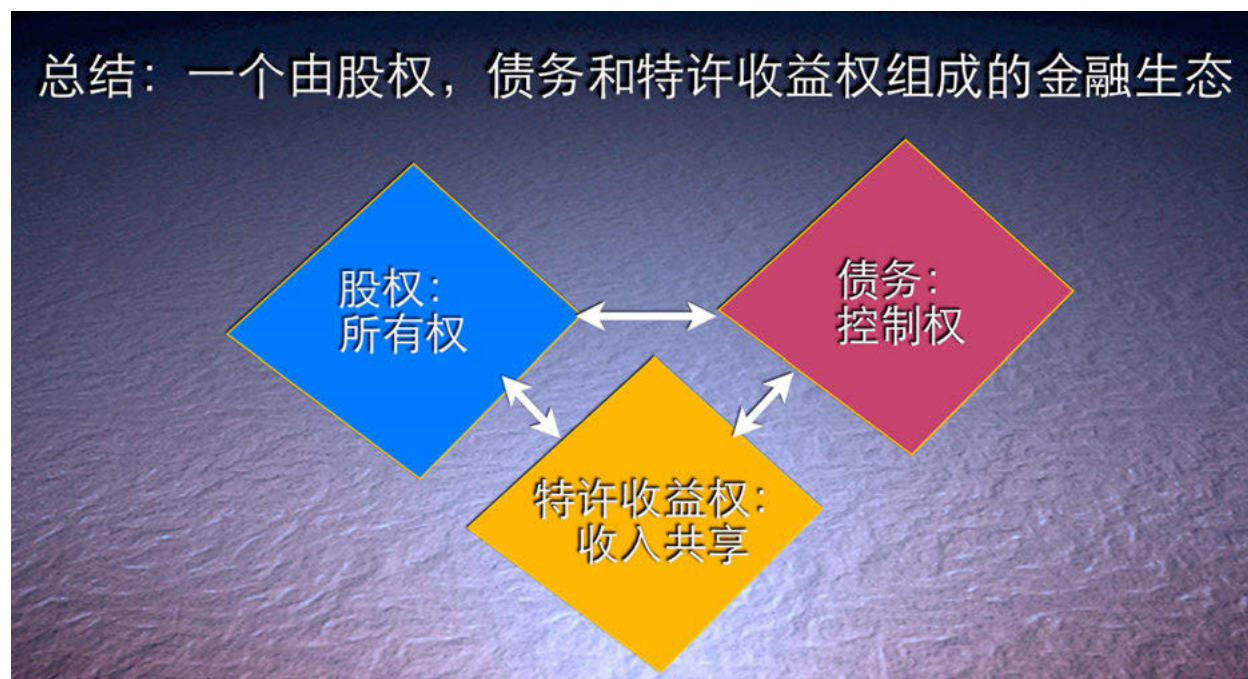 总结：一个由股权，债务和特许收益权组成的金融生态
股权：
所有权
债务：
控制权
特许收益权：
收入共享